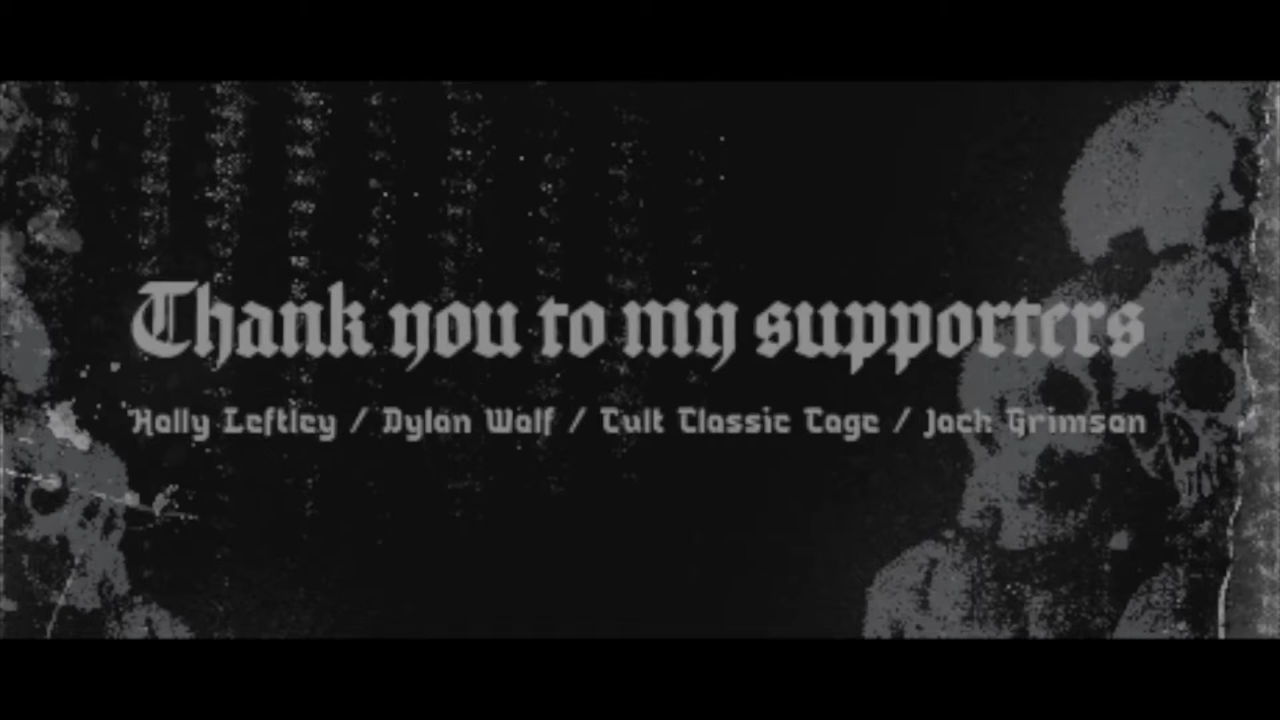 Thank you to my supporters
Holly Leftley / Dylan Wolf / Cult Classic Cage / Jack Grimson